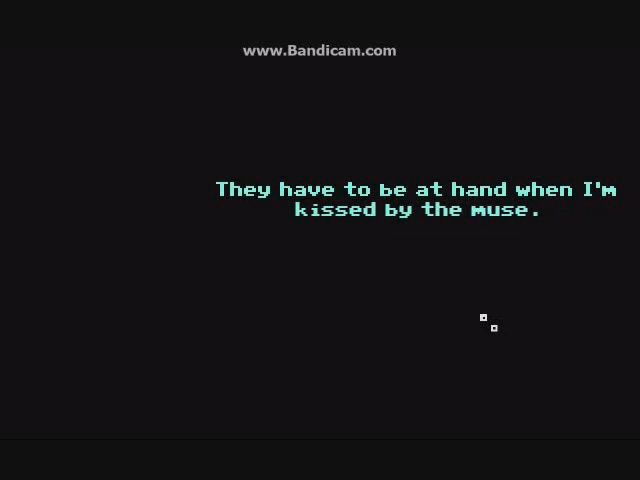 www.Bandicam.com
They have to be at hand when I'm
kissed by the muse.